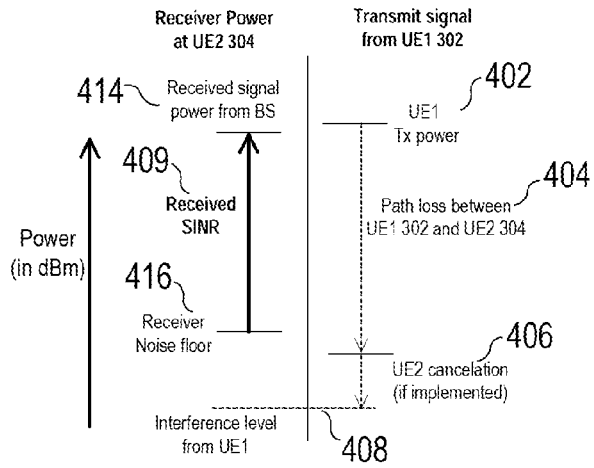 Receiver Power
at UE2 304
Transmit signal
from UE1 302
414
Received signal
power from BS
402
UE1
Tx power
409
Received
SINR
404
Path loss between
UE1 302 and UE2 304
Power
(in dBm)
416
Receiver
Noise floor
406
UE2 cancelation
(if implemented)
Interference level
from UE1
408